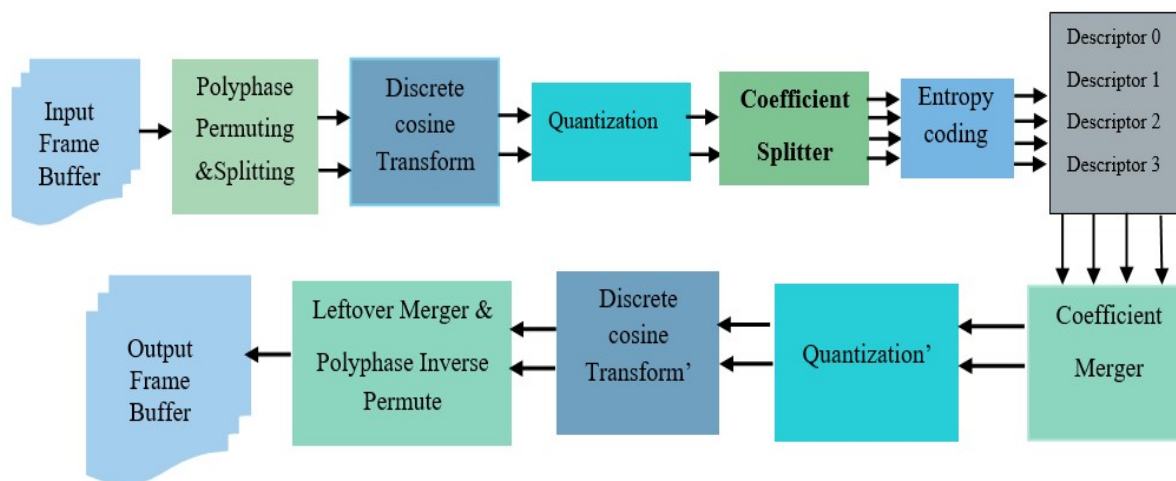 Input
Frame
Buffer
Polyphase
Permuting
&Splitting
Discrete
cosine
Transform
Quantization
Coefficient
Splitter
Entropy
coding
Descriptor 0
Descriptor 1
Descriptor 2
Descriptor 3
Output
Frame
Buffer
Leftover Merger &
Polyphase Inverse
Permute
Discrete
cosine
Transform’
Quantization’
Coefficient
Merger